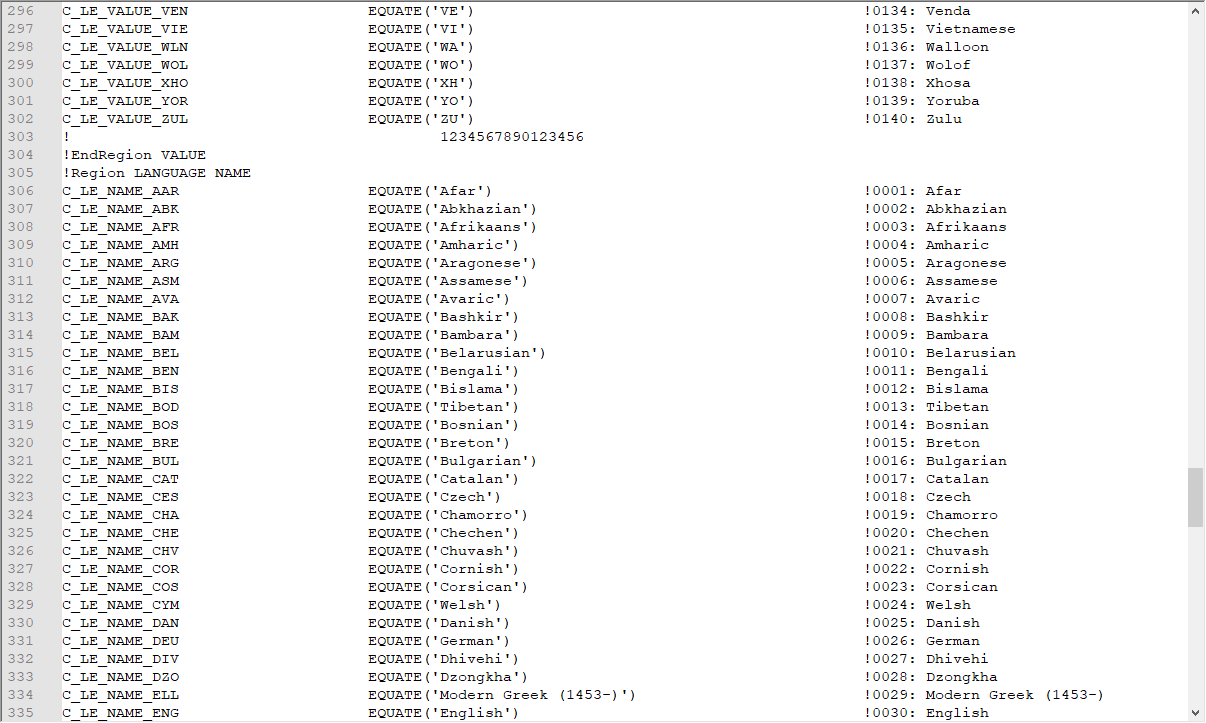 296 C_LE_VALUE_VEN EQUATE('VE') !0134: Venda
297 C_LE_VALUE_VIE EQUATE('VI') !0135: Vietnamese
298 C_LE_VALUE_WLN EQUATE('WA') !0136: Walloon
299 C_LE_VALUE_WOL EQUATE('WO') !0137: Wolof
300 C_LE_VALUE_XHO EQUATE('XH') !0138: Xhosa
301 C_LE_VALUE_YOR EQUATE('YO') !0139: Yoruba
302 C_LE_VALUE_ZUL EQUATE('ZU') !0140: Zulu
303 ! 1234567890123456
304 !EndRegion VALUE
305 !Region LANGUAGE NAME
306 C_LE_NAME_AAR EQUATE('Afar') !0001: Afar
307 C_LE_NAME_ABK EQUATE('Abkhazian') !0002: Abkhazian
308 C_LE_NAME_AFR EQUATE('Afrikaans') !0003: Afrikaans
309 C_LE_NAME_AMH EQUATE('Amharic') !0004: Amharic
310 C_LE_NAME_ARG EQUATE('Aragonese') !0005: Aragonese
311 C_LE_NAME_ASM EQUATE('Assamese') !0006: Assamese
312 C_LE_NAME_AVA EQUATE('Avaric') !0007: Avaric
313 C_LE_NAME_BAK EQUATE('Bashkir') !0008: Bashkir
314 C_LE_NAME_BAM EQUATE('Bambara') !0009: Bambara
315 C_LE_NAME_BEL EQUATE('Belarusian') !0010: Belarusian
316 C_LE_NAME_BEN EQUATE('Bengali') !0011: Bengali
317 C_LE_NAME_BIS EQUATE('Bislama') !0012: Bislama
318 C_LE_NAME_BOD EQUATE('Tibetan') !0013: Tibetan
319 C_LE_NAME_BOS EQUATE('Bosnian') !0014: Bosnian
320 C_LE_NAME_BRE EQUATE('Breton') !0015: Breton
321 C_LE_NAME_BUL EQUATE('Bulgarian') !0016: Bulgarian
322 C_LE_NAME_CAT EQUATE('Catalan') !0017: Catalan
323 C_LE_NAME_CES EQUATE('Czech') !0018: Czech
324 C_LE_NAME_CHA EQUATE('Chamorro') !0019: Chamorro
325 C_LE_NAME_CHE EQUATE('Chechen') !0020: Chechen
326 C_LE_NAME_CHV EQUATE('Chuvash') !0021: Chuvash
327 C_LE_NAME_COR EQUATE('Cornish') !0022: Cornish
328 C_LE_NAME_COS EQUATE('Corsican') !0023: Corsican
329 C_LE_NAME_CYM EQUATE('Welsh') !0024: Welsh
330 C_LE_NAME_DAN EQUATE('Danish') !0025: Danish
331 C_LE_NAME_DEU EQUATE('German') !0026: German
332 C_LE_NAME_DIV EQUATE('Dhivehi') !0027: Dhivehi
333 C_LE_NAME_DZO EQUATE('Dzongkha') !0028: Dzongkha
334 C_LE_NAME_ELL EQUATE('Modern Greek (1453-)') !0029: Modern Greek (1453-)
335 C_LE_NAME_ENG EQUATE('English') !0030: English